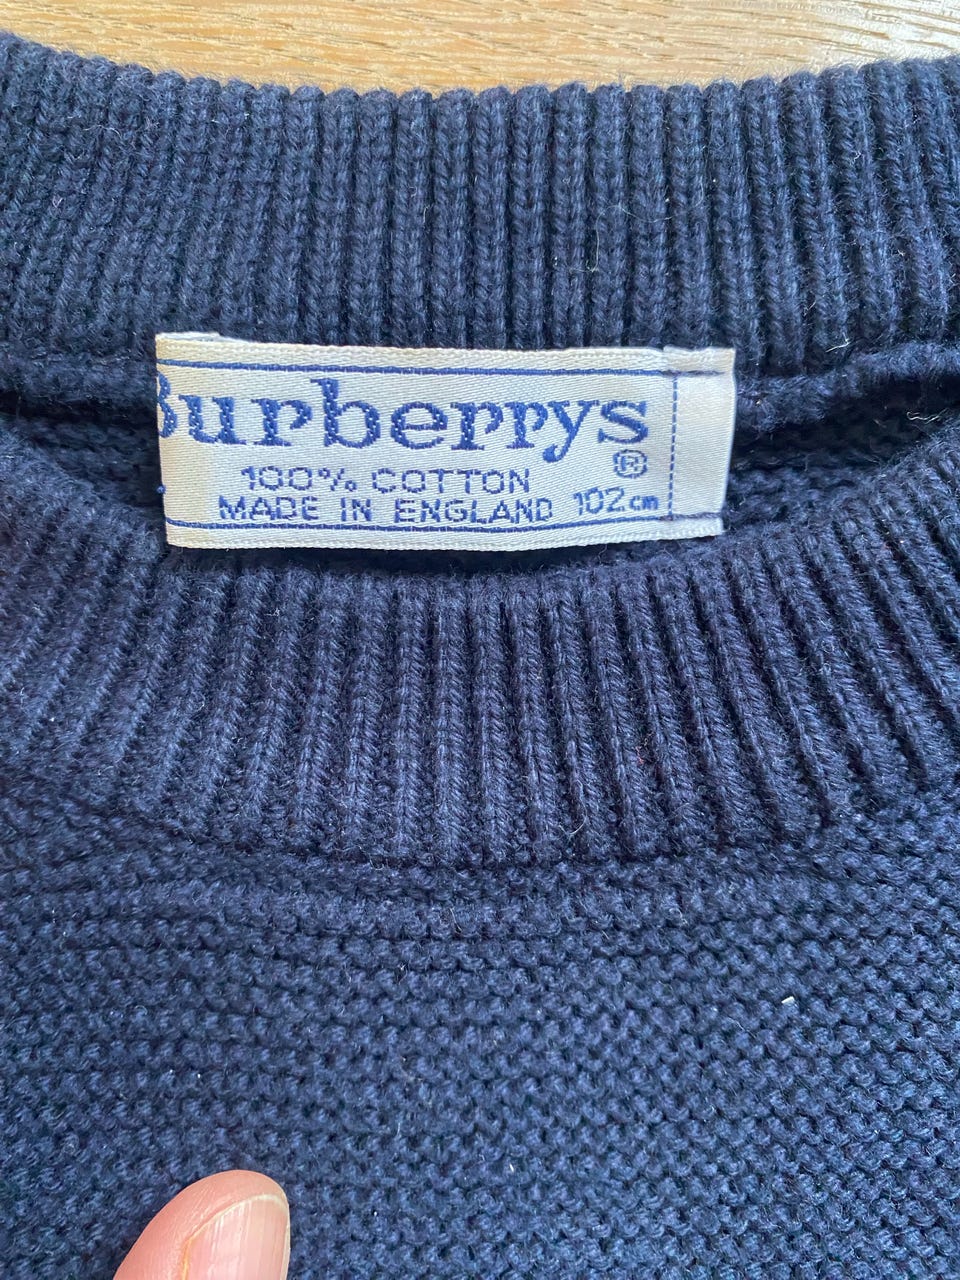 Burberrys
®
100% COTTON
MADE IN ENGLAND 102cm